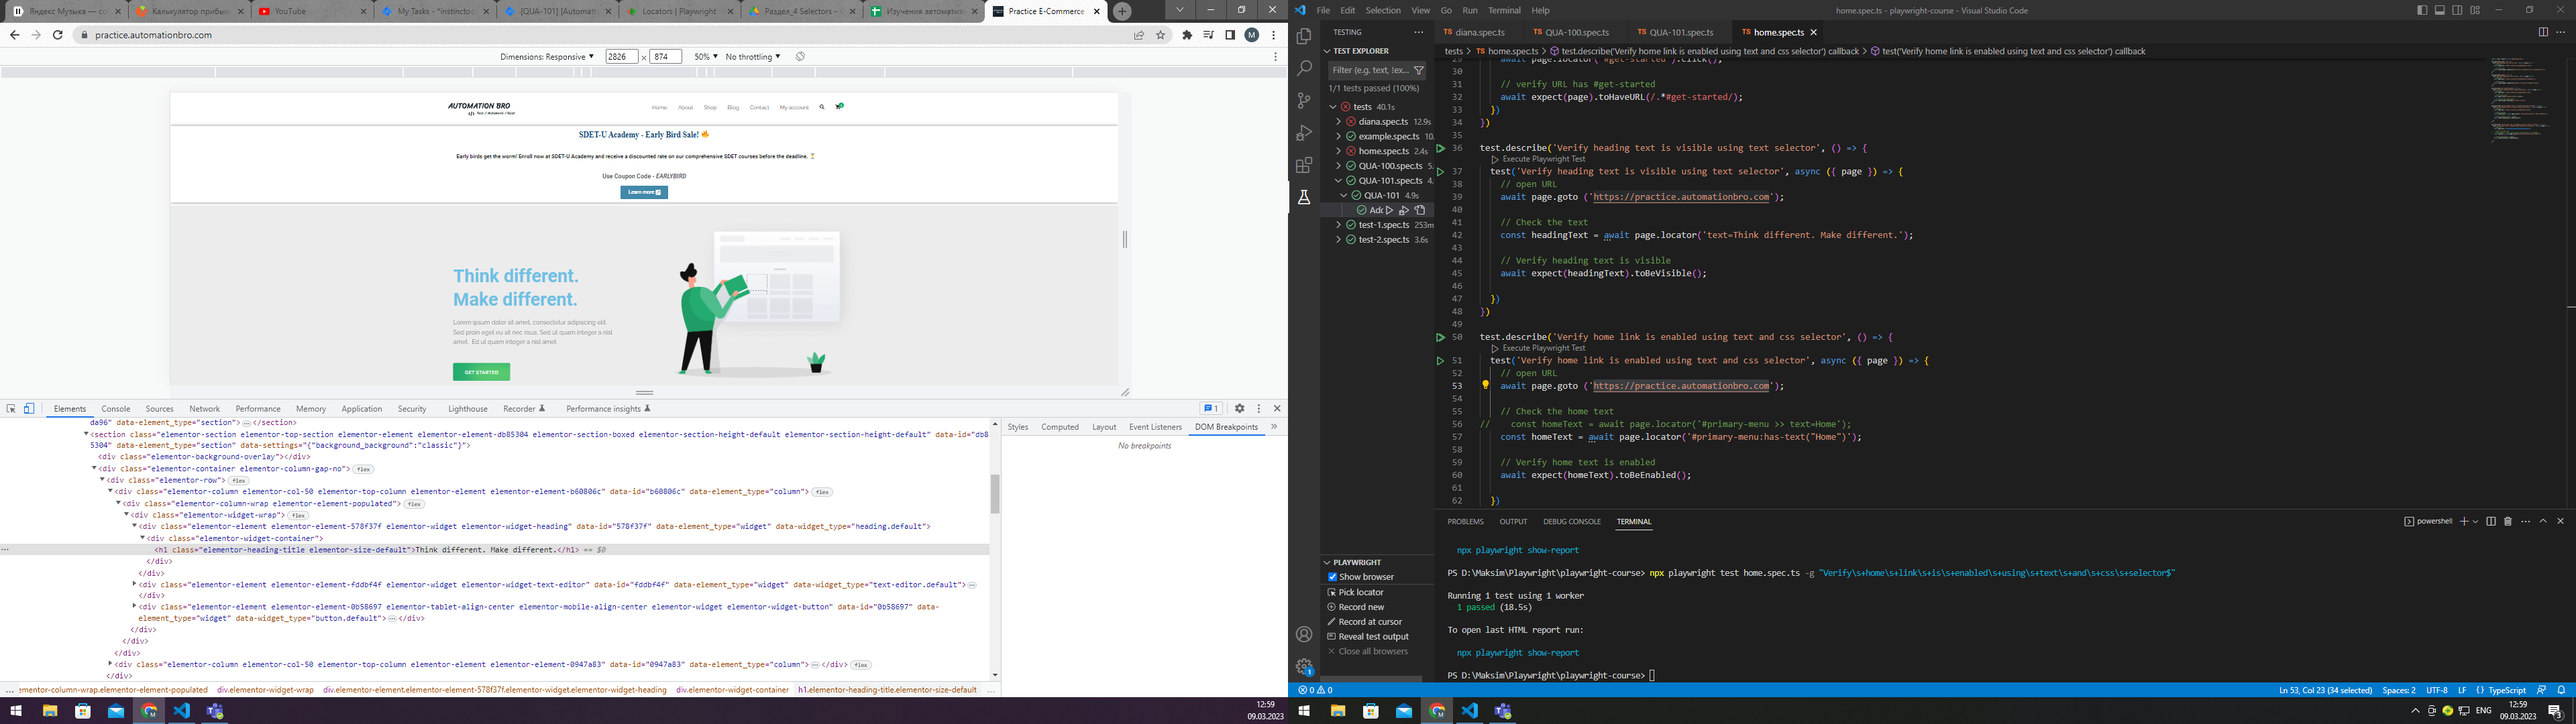 Яндекс Музыка — со
Калькулятор прибы
YouTube
My Tasks - "instinctoo
[QUA-101] [Automati
Locators | Playwright
Раздел_4 Selectors -
Изучения автоматиз
Practice E-Commerce
practice.automationbro.com
M
Dimensions: Responsive ▼ 2826 × 874 50% ▼ No throttling ▼
AUTOMATION BRO
Home About Shop Blog Contact My account
SDET-U Academy - Early Bird Sale! 🔥
Early birds get the worm! Enroll now at SDET-U Academy and receive a discounted rate on our comprehensive SDET courses before the deadline. ⏳
Use Coupon Code - EARLYBIRD
Learn more
Think different.
Make different.
Lorem ipsum dolor sit amet, consectetur adipiscing elit.
Sed proin eget eu sit nec risus. Sed ut quam integer a nisl
amet. Ed ut quam integer a nisl amet
GET STARTED
Elements Console Sources Network Performance Memory Application Security Lighthouse Recorder Performance insights 1
da96" data-element_type="section">…</section>
<section class="elementor-section elementor-top-section elementor-element elementor-element-db85304 elementor-section-boxed elementor-section-height-default elementor-section-height-default" data-id="db8
5304" data-element_type="section" data-settings="{"background_background":"classic"}">
<div class="elementor-background-overlay"></div>
<div class="elementor-container elementor-column-gap-no"> flex
<div class="elementor-row"> flex
<div class="elementor-column elementor-col-50 elementor-top-column elementor-element elementor-element-b60806c" data-id="b60806c" data-element_type="column"> flex
<div class="elementor-column-wrap elementor-element-populated"> flex
<div class="elementor-widget-wrap"> flex
<div class="elementor-element elementor-element-578f37f elementor-widget elementor-widget-heading" data-id="578f37f" data-element_type="widget" data-widget_type="heading.default">
<div class="elementor-widget-container">
<h1 class="elementor-heading-title elementor-size-default">Think different. Make different.</h1> == $0
</div>
</div>
<div class="elementor-element elementor-element-fddbf4f elementor-widget elementor-widget-text-editor" data-id="fddbf4f" data-element_type="widget" data-widget_type="text-editor.default">…
</div>
<div class="elementor-element elementor-element-0b58697 elementor-tablet-align-center elementor-mobile-align-center elementor-widget elementor-widget-button" data-id="0b58697" data-
element_type="widget" data-widget_type="button.default">…</div>
</div>
</div>
</div>
<div class="elementor-column elementor-col-50 elementor-top-column elementor-element elementor-element-0947a83" data-id="0947a83" data-element_type="column">…</div> flex
</div>
… ementor-column-wrap.elementor-element-populated div.elementor-widget-wrap div.elementor-element.elementor-element-578f37f.elementor-widget.elementor-widget-heading div.elementor-widget-container h1.elementor-heading-title.elementor-size-default …
Styles Computed Layout Event Listeners DOM Breakpoints »
No breakpoints
12:59
09.03.2023
File Edit Selection View Go Run Terminal Help
home.spec.ts - playwright-course - Visual Studio Code
TESTING
TEST EXPLORER
Filter (e.g. text, !ex...
1/1 tests passed (100%)
tests 40.1s
diana.spec.ts 12.9s
example.spec.ts 10.
home.spec.ts 2.4s
QUA-100.spec.ts 5.
QUA-101.spec.ts 4.
QUA-101 4.9s
Adc
test-1.spec.ts 253m
test-2.spec.ts 3.6s
PLAYWRIGHT
Show browser
Pick locator
Record new
Record at cursor
Reveal test output
Close all browsers
TS diana.spec.ts TS QUA-100.spec.ts TS QUA-101.spec.ts TS home.spec.ts
tests > TS home.spec.ts > test.describe('Verify home link is enabled using text and css selector') callback > test('Verify home link is enabled using text and css selector') callback
29 await page.locator('#get-started').click();
30
31 // verify URL has #get-started
32 await expect(page).toHaveURL(/.*#get-started/);
33 })
34 })
35
36 test.describe('Verify heading text is visible using text selector', () => {
Execute Playwright Test
37 test('Verify heading text is visible using text selector', async ({ page }) => {
38 // open URL
39 await page.goto ('https://practice.automationbro.com');
40
41 // Check the text
42 const headingText = await page.locator('text=Think different. Make different.');
43
44 // Verify heading text is visible
45 await expect(headingText).toBeVisible();
46
47 })
48 })
49
50 test.describe('Verify home link is enabled using text and css selector', () => {
Execute Playwright Test
51 test('Verify home link is enabled using text and css selector', async ({ page }) => {
52 // open URL
53 await page.goto ('https://practice.automationbro.com');
54
55 // Check the home text
56 // const homeText = await page.locator('#primary-menu >> text=Home');
57 const homeText = await page.locator('#primary-menu:has-text("Home")');
58
59 // Verify home text is enabled
60 await expect(homeText).toBeEnabled();
61
62 })
PROBLEMS OUTPUT DEBUG CONSOLE TERMINAL powershell
npx playwright show-report
PS D:\Maksim\Playwright\playwright-course> npx playwright test home.spec.ts -g "Verify\s+home\s+link\s+is\s+enabled\s+using\s+text\s+and\s+css\s+selector$"
Running 1 test using 1 worker
1 passed (18.5s)
To open last HTML report run:
npx playwright show-report
PS D:\Maksim\Playwright\playwright-course>
0 0 Ln 53, Col 23 (34 selected) Spaces: 2 UTF-8 LF {} TypeScript
ENG
12:59
09.03.2023